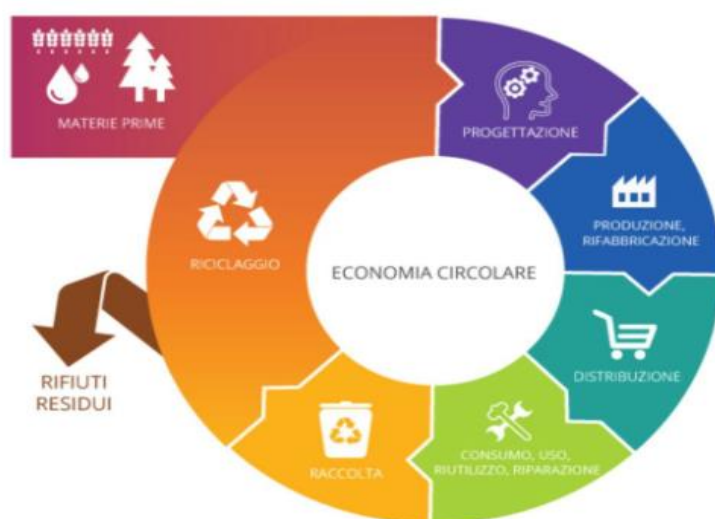 MATERIE PRIME
PROGETTAZIONE
PRODUZIONE,
RIFABBRICAZIONE
DISTRIBUZIONE
CONSUMO, USO,
RIUTILIZZO, RIPARAZIONE
RACCOLTA
RICICLAGGIO
RIFIUTI
RESIDUI
ECONOMIA CIRCOLARE